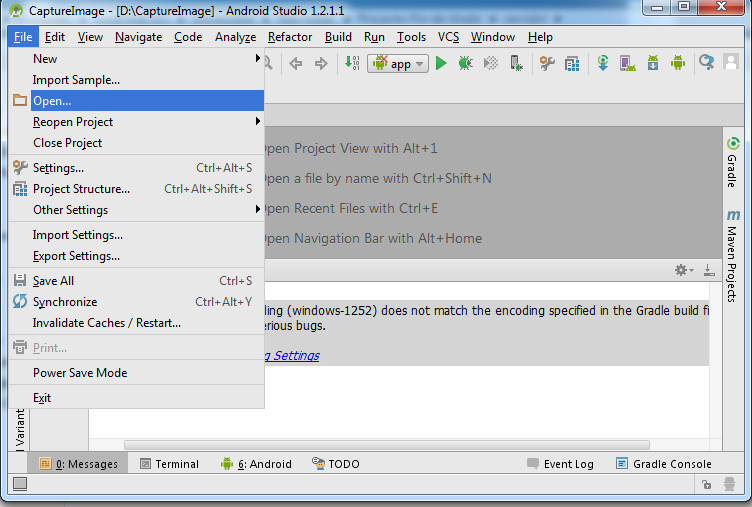 CaptureImage - [D:\CaptureImage] - Android Studio 1.2.1.1
File Edit View Navigate Code Analyze Refactor Build Run Tools VCS Window Help
app
New
Import Sample...
Open...
Reopen Project
Close Project
Settings... Ctrl+Alt+S
Project Structure... Ctrl+Alt+Shift+S
Other Settings
Import Settings...
Export Settings...
Save All Ctrl+S
Synchronize Ctrl+Alt+Y
Invalidate Caches / Restart...
Print...
Power Save Mode
Exit
Open Project View with Alt+1
Open a file by name with Ctrl+Shift+N
Open Recent Files with Ctrl+E
Open Navigation Bar with Alt+Home
(windows-1252) does not match the encoding specified in the Gradle build
bugs.
Settings
Gradle
Maven Projects
Variant
0: Messages Terminal 6: Android TODO Event Log Gradle Console